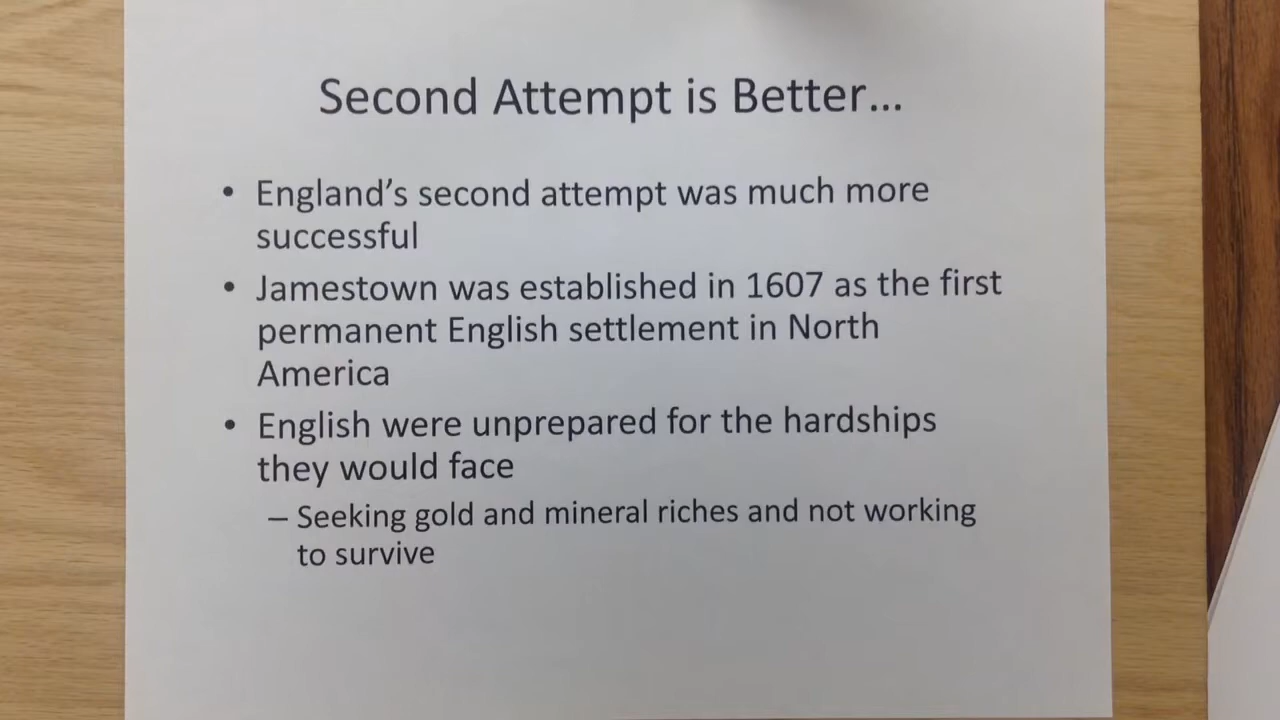 Second Attempt is Better...
• England’s second attempt was much more
successful
• Jamestown was established in 1607 as the first
permanent English settlement in North
America
• English were unprepared for the hardships
they would face
– Seeking gold and mineral riches and not working
to survive